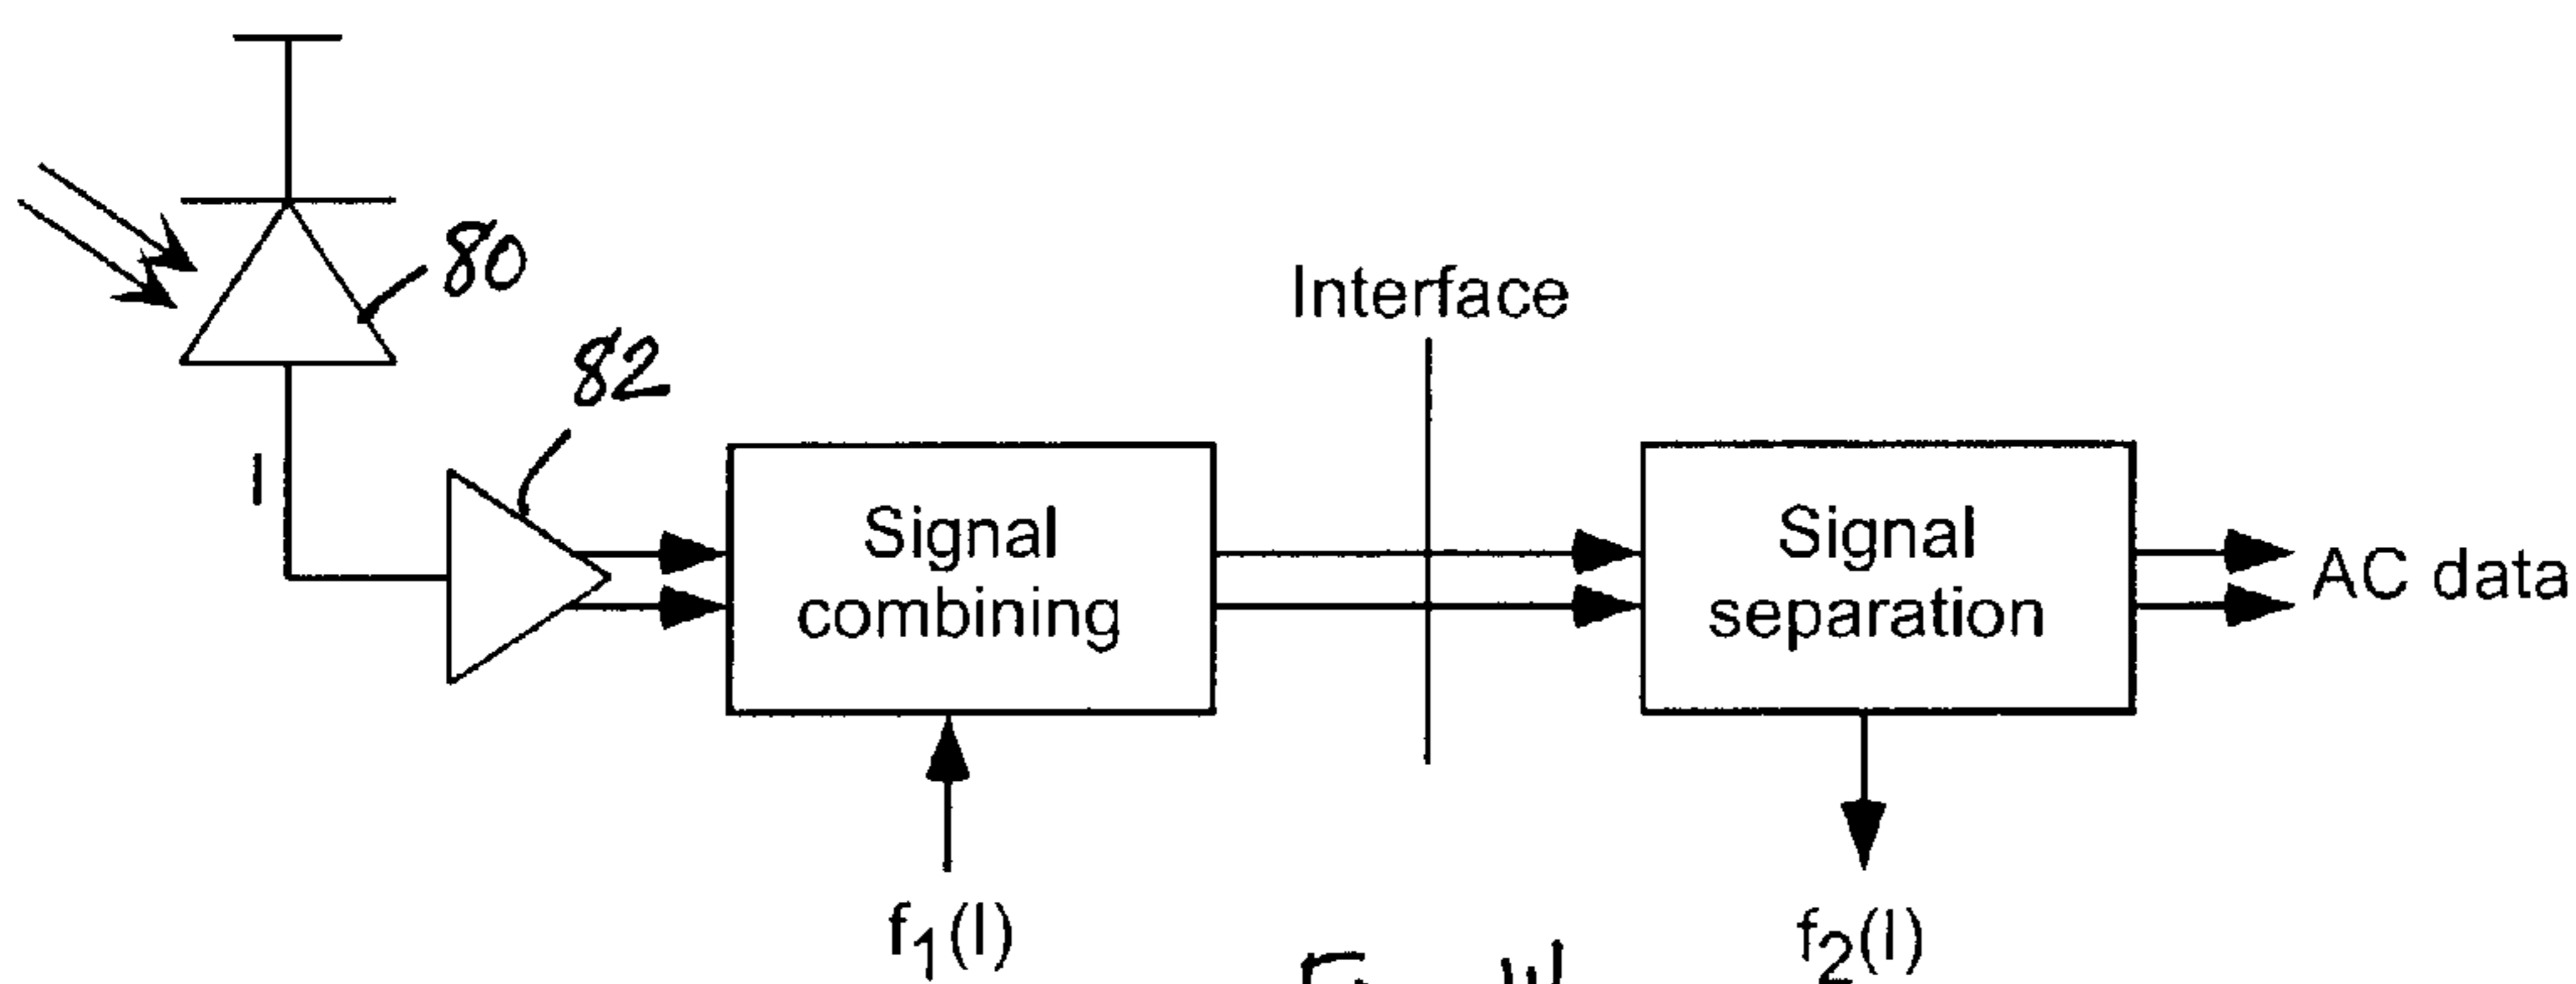 80
82
Interface
I
Signal
combining
Signal
separation
AC data
f1(I)
f2(I)